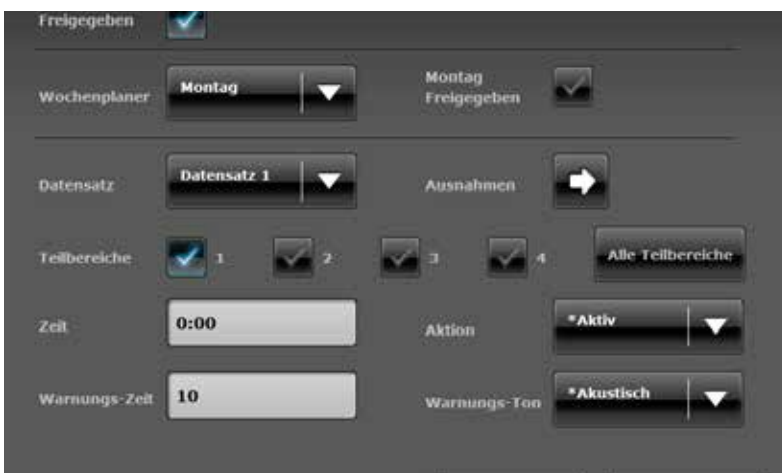 Freigegeben
Wochenplaner Montag Montag Freigegeben
Datensatz Datensatz 1 Ausnahmen
Teilbereiche 1 2 3 4 Alle Teilbereiche
Zeit 0:00 Aktion *Aktiv
Warnungs-Zeit 10 Warnungs-Ton *Akustisch